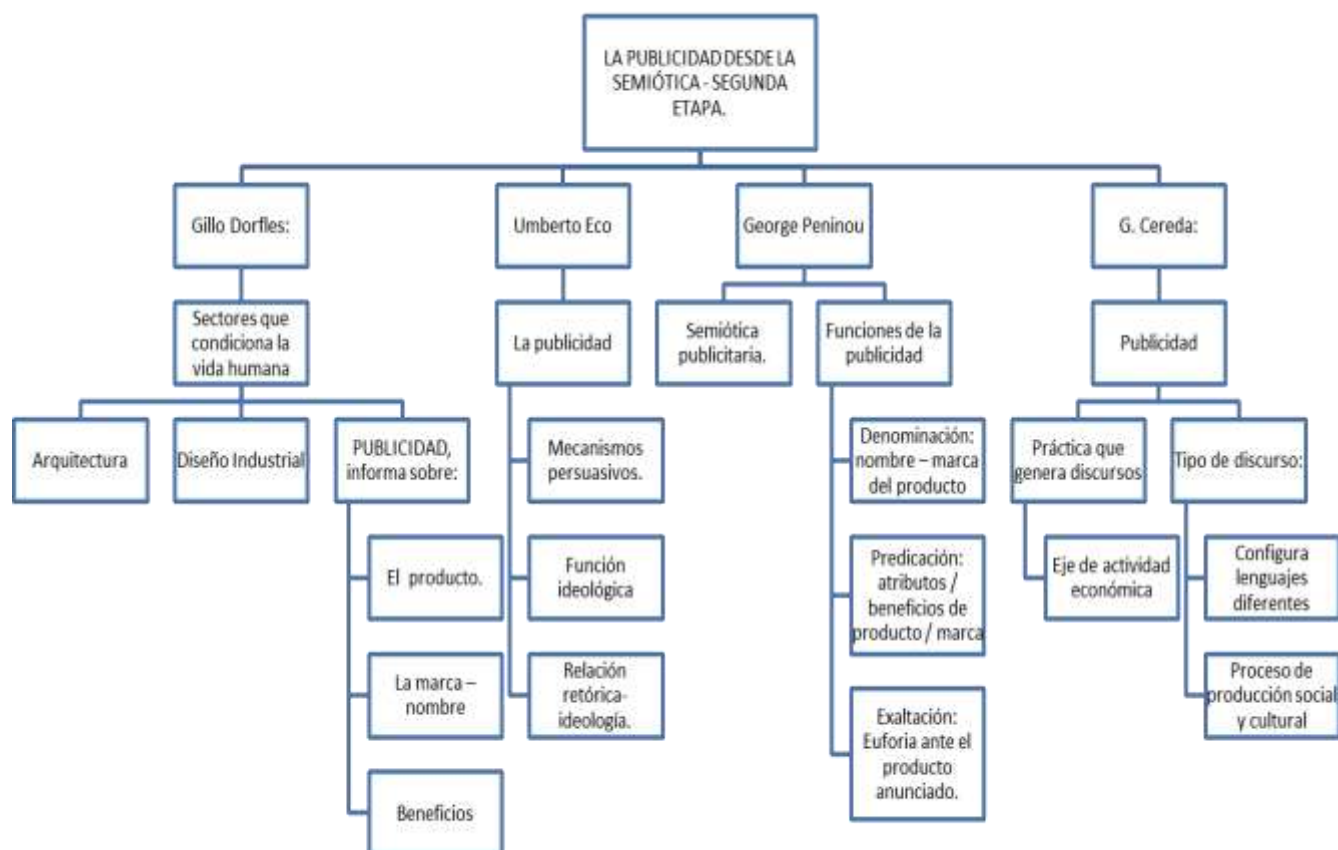 LA PUBLICIDAD DESDE LA
SEMIÓTICA - SEGUNDA
ETAPA.
Gillo Dorfles:
Umberto Eco
George Peninou
G. Cereda:
Sectores que
condiciona la
vida humana
La publicidad
Semiótica
publicitaria.
Funciones de la
publicidad
Publicidad
Arquitectura
Diseño Industrial
PUBLICIDAD,
informa sobre:
Mecanismos
persuasivos.
Denominación:
nombre – marca
del producto
Práctica que
genera discursos
Tipo de discurso:
El producto.
Función
ideológica
Predicación:
atributos /
beneficios de
producto / marca
Eje de actividad
económica
Configura
lenguajes
diferentes
La marca –
nombre
Relación
retórica-
ideología.
Exaltación:
Euforia ante el
producto
anunciado.
Proceso de
producción social
y cultural
Beneficios